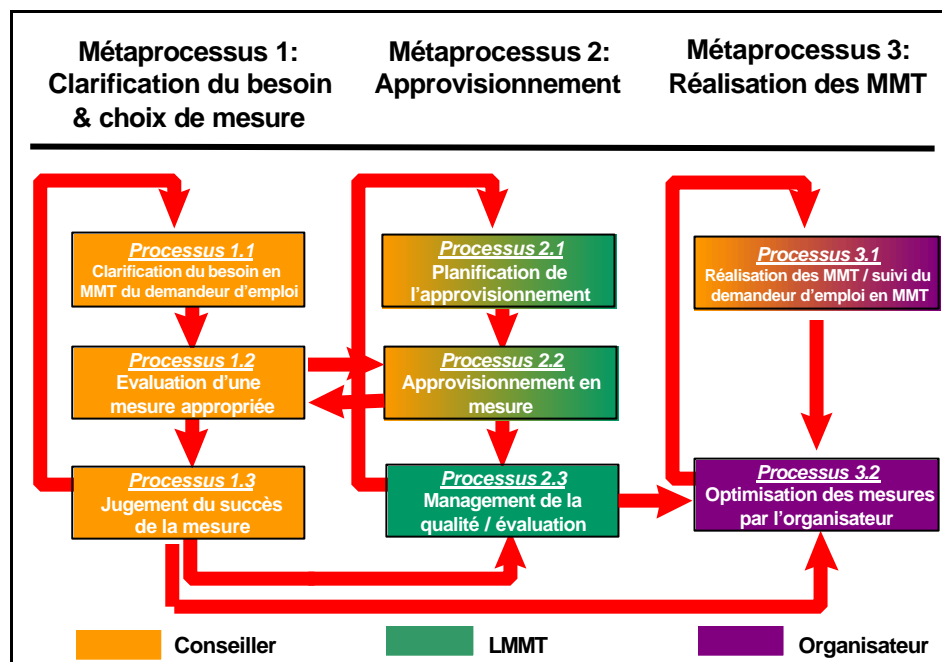 Métaprocessus 1:
Clarification du besoin
& choix de mesure
Métaprocessus 2:
Approvisionnement
Métaprocessus 3:
Réalisation des MMT
Processus 1.1
Clarification du besoin en
MMT du demandeur d'emploi
Processus 2.1
Planification de
l'approvisionnement
Processus 3.1
Réalisation des MMT / suivi du
demandeur d'emploi en MMT
Processus 1.2
Evaluation d'une
mesure appropriée
Processus 2.2
Approvisionnement en
mesure
Processus 1.3
Jugement du succès
de la mesure
Processus 2.3
Management de la
qualité / évaluation
Processus 3.2
Optimisation des mesures
par l'organisateur
Conseiller
LMMT
Organisateur